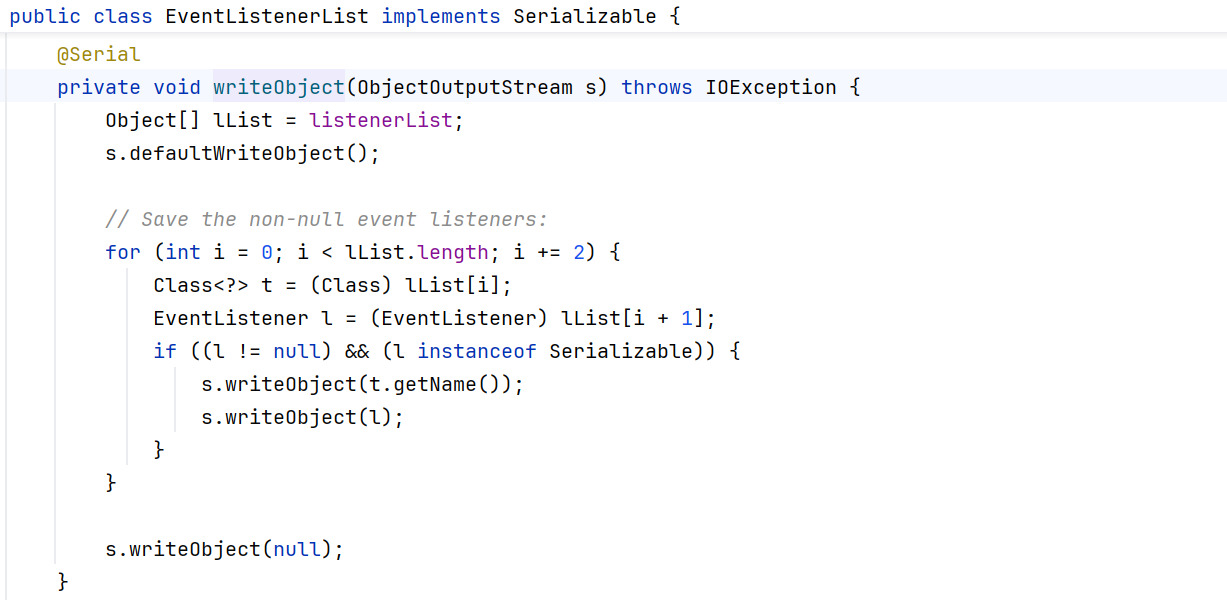 public class EventListenerList implements Serializable {
@Serial
private void writeObject(ObjectOutputStream s) throws IOException {
Object[] lList = listenerList;
s.defaultWriteObject();
// Save the non-null event listeners:
for (int i = 0; i < lList.length; i += 2) {
Class<?> t = (Class) lList[i];
EventListener l = (EventListener) lList[i + 1];
if ((l != null) && (l instanceof Serializable)) {
s.writeObject(t.getName());
s.writeObject(l);
}
}
s.writeObject(null);
}